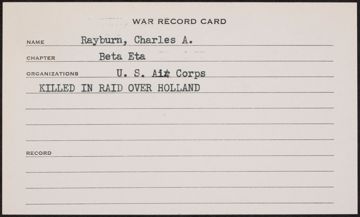 WAR RECORD CARD
NAME Rayburn, Charles A.
CHAPTER Beta Eta
ORGANIZATIONS U. S. Air Corps
KILLED IN RAID OVER HOLLAND
RECORD